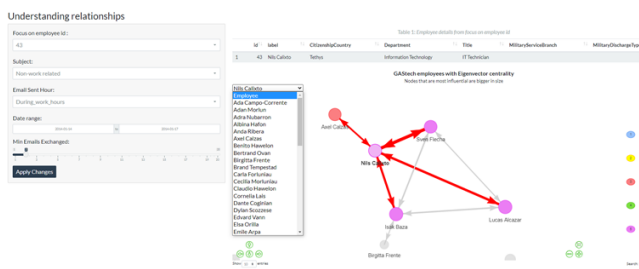 Understanding relationships
Focus on employee id :
43
Subject:
Non-work related
Email Sent Hour:
During_work_hours
Date range:
to
Min Emails Exchanged:
Apply Changes
Table 1: Employee details from focus on employee id
id label CitizenshipCountry Department Title MilitaryServiceBranch MilitaryDischargeType
1 43 Nils Calixto Tethys Information Technology IT Technician
GAStech employees with Eigenvector centrality
Nodes that are most influential are bigger in size
Nils Calixto
Employee
Ada Campo-Corrente
Adan Morlun
Adra Nubarron
Albina Hafon
Anda Ribera
Axel Calzas
Benito Hawelon
Bertrand Ovan
Birgitta Frente
Brand Tempestad
Carla Forluniau
Cecilia Morluniau
Claudio Hawelon
Cornelia Lais
Dante Coginian
Dylan Scozzese
Edvard Vann
Elsa Orilla
Emile Arpa
Axel Calzas
Sven Flecha
Nils Calixto
Lucas Alcazar
Isak Baza
Birgitta Frente
entries
Search: